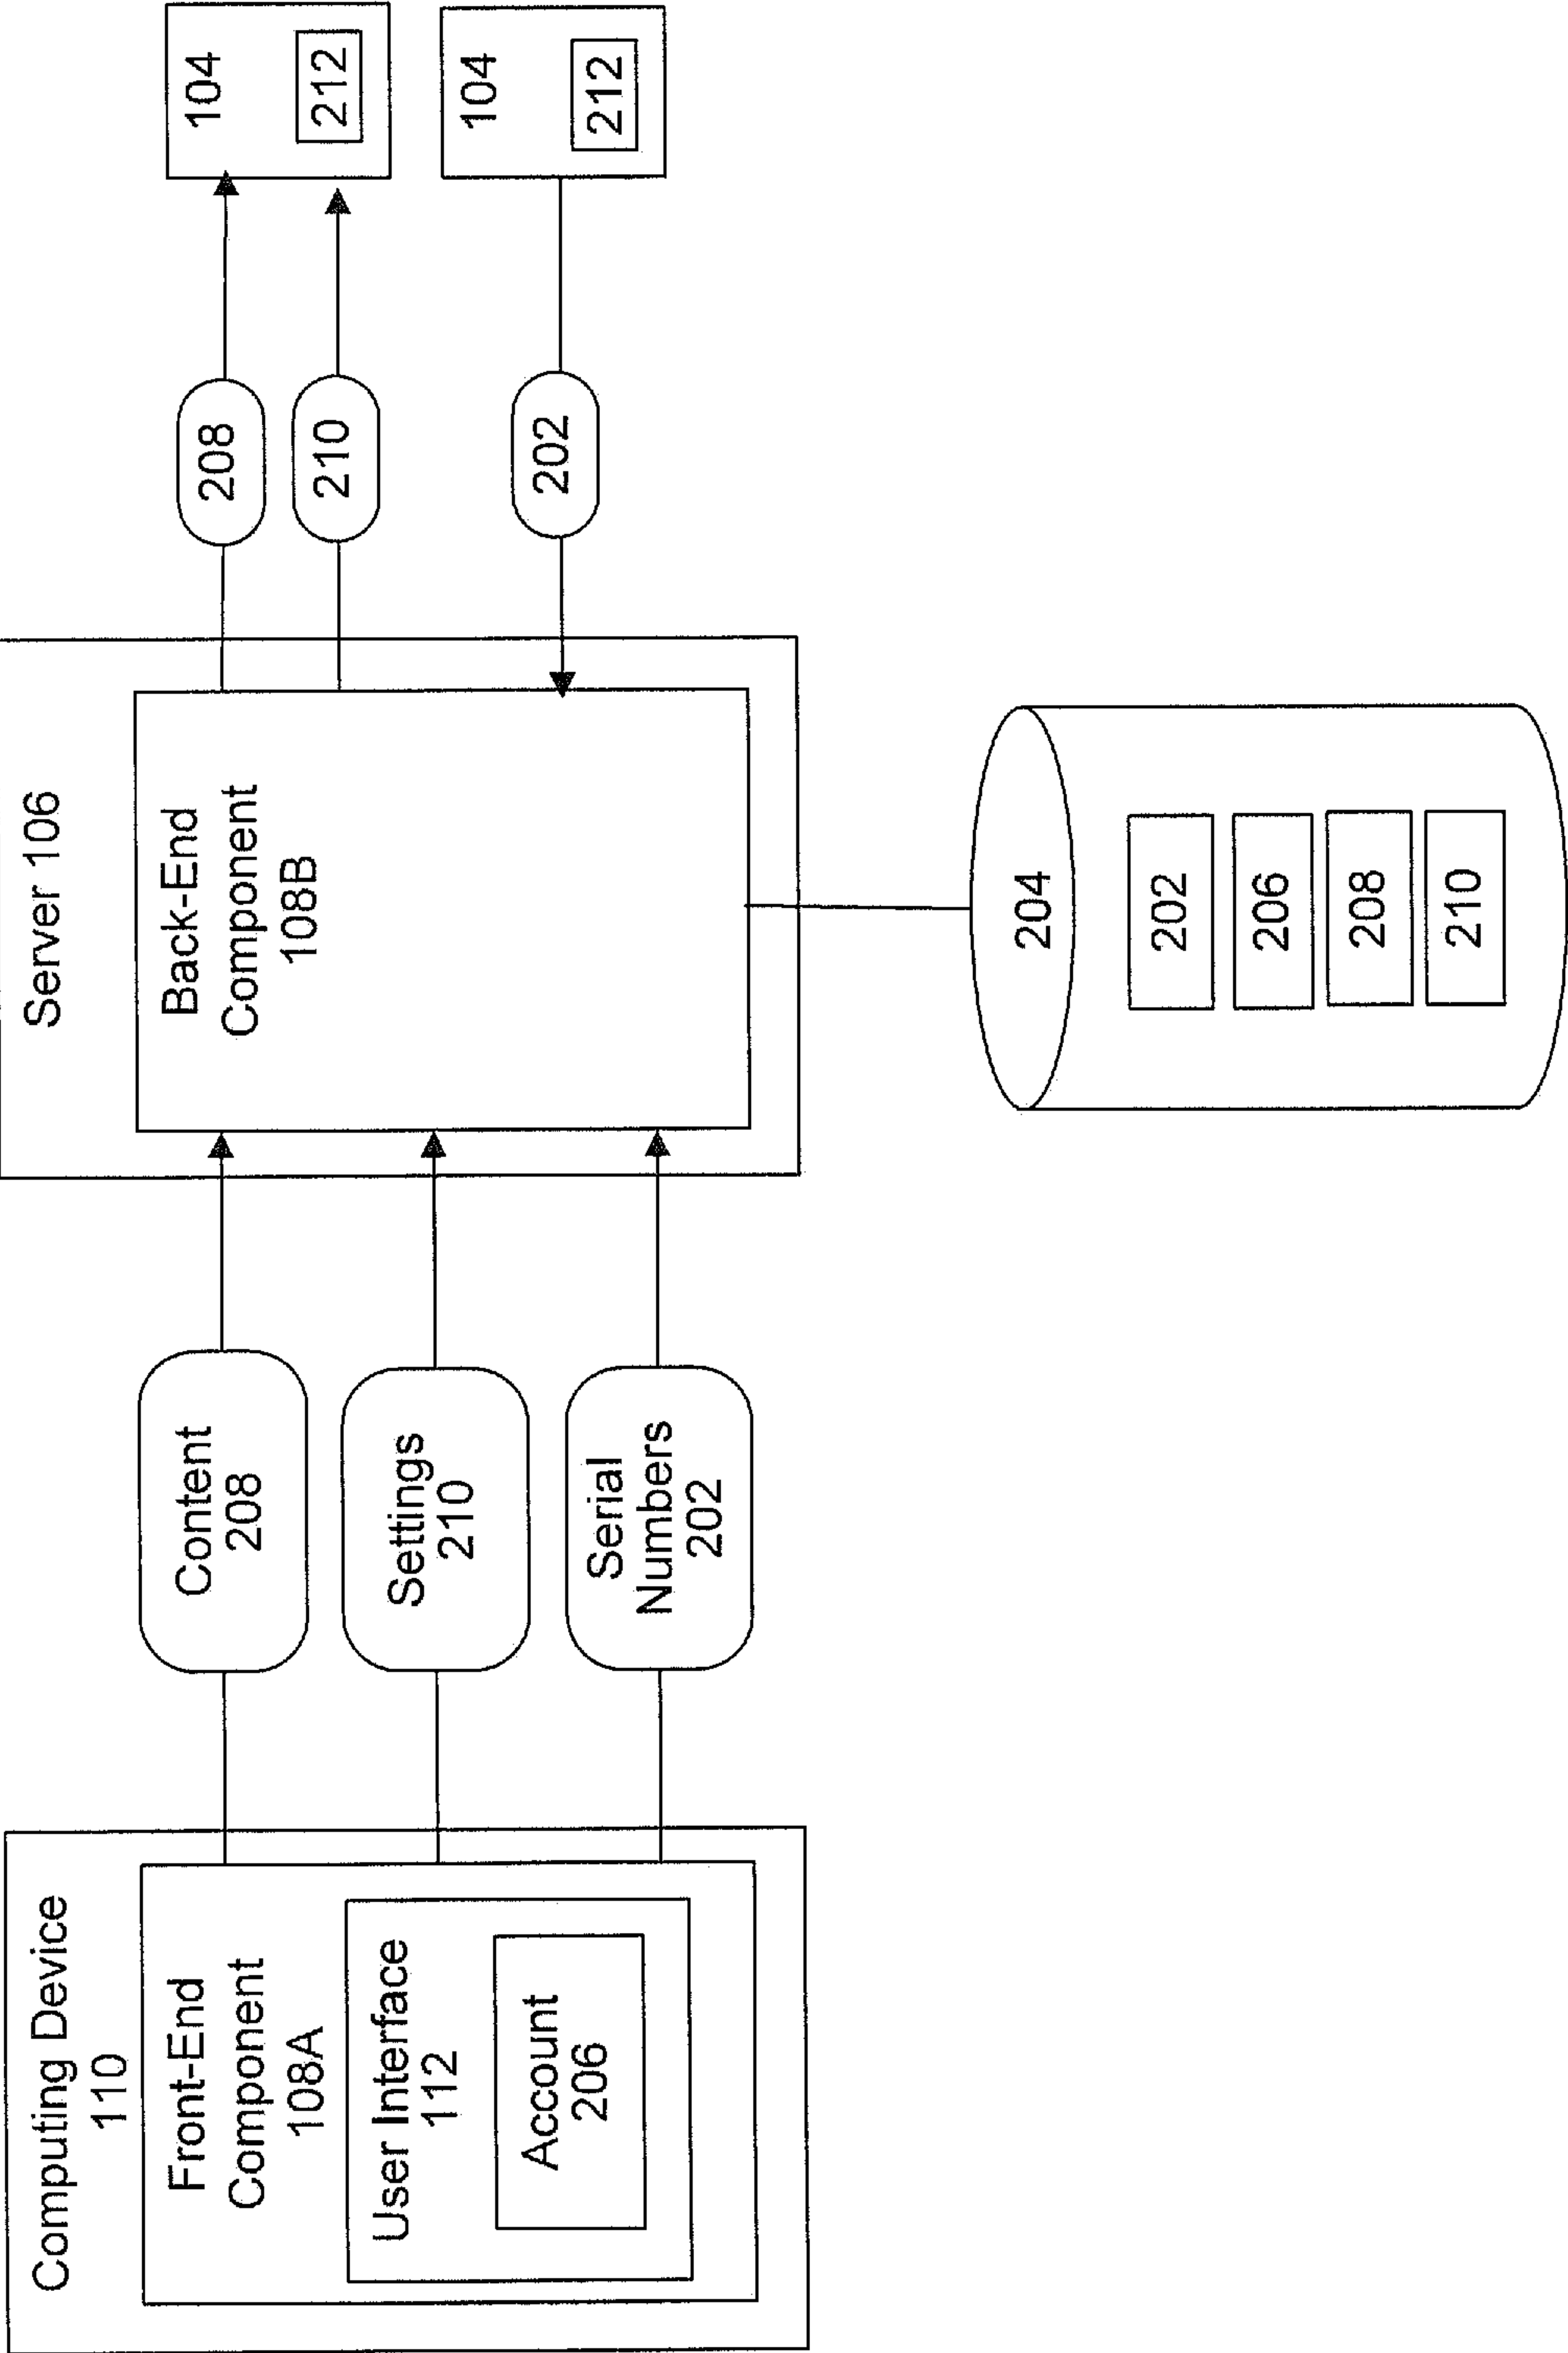 Computing Device
110
Front-End
Component
108A
User Interface
112
Account
206
Content
208
Settings
210
Serial
Numbers
202
Server 106
Back-End
Component
108B
204
202
206
208
210
208
210
202
104
212
104
212